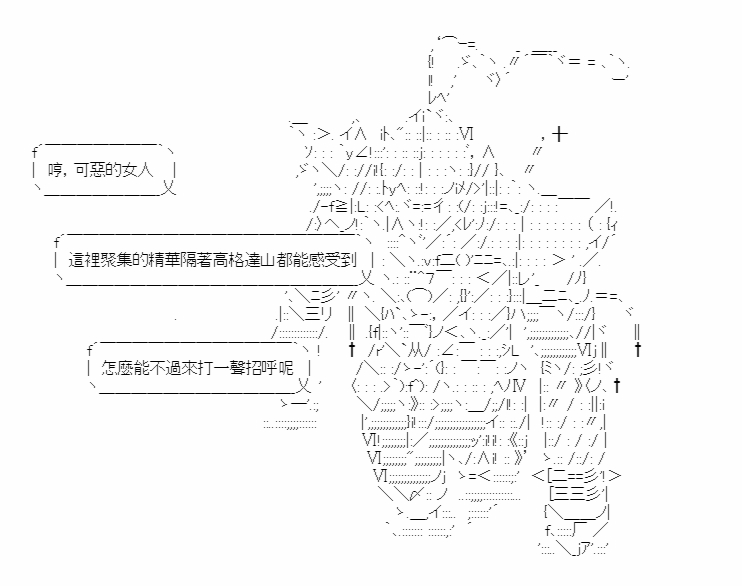 哼，可惡的女人
這裡聚集的精華隔著高格達山都能感受到
怎麼能不過來打一聲招呼呢